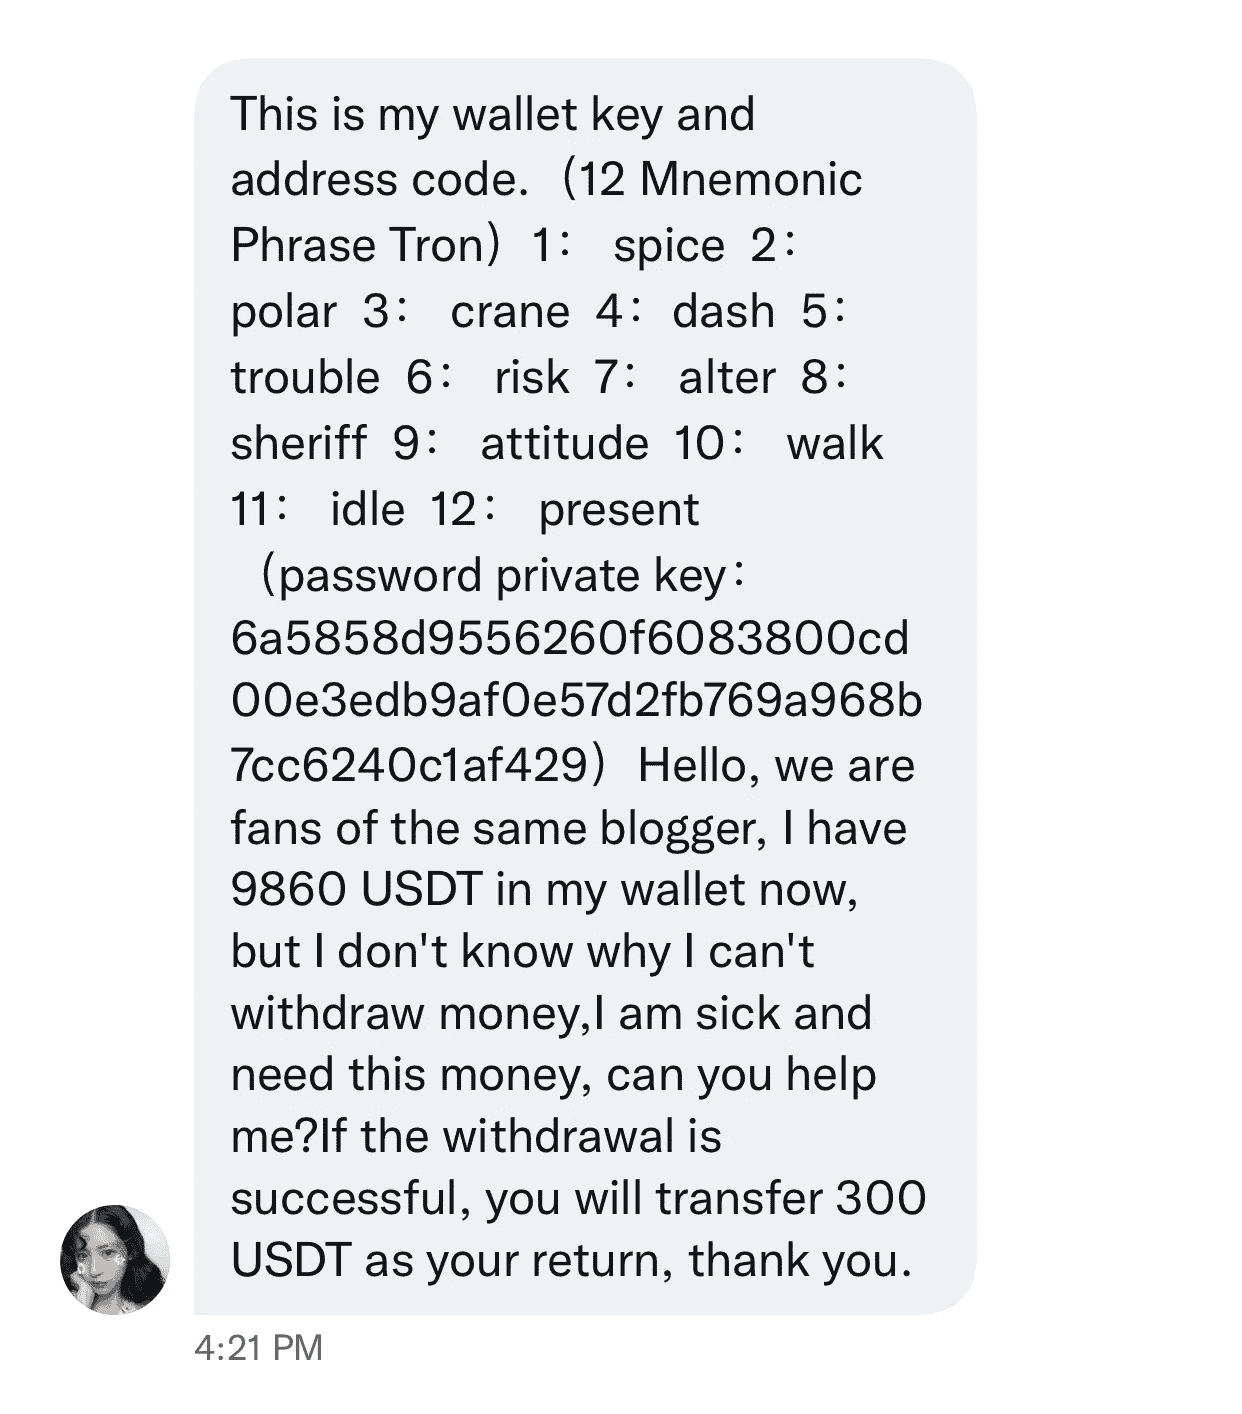 This is my wallet key and
address code.（12 Mnemonic
Phrase Tron）1： spice 2：
polar 3： crane 4：dash 5：
trouble 6： risk 7： alter 8：
sheriff 9： attitude 10： walk
11： idle 12： present
（password private key：
6a5858d9556260f6083800cd
00e3edb9af0e57d2fb769a968b
7cc6240c1af429）Hello, we are
fans of the same blogger, I have
9860 USDT in my wallet now,
but I don't know why I can't
withdraw money,I am sick and
need this money, can you help
me?If the withdrawal is
successful, you will transfer 300
USDT as your return, thank you.
4:21 PM